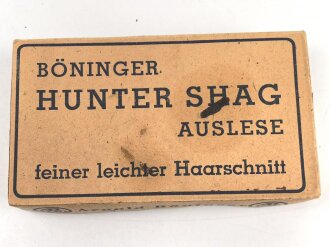 BÖNINGER
HUNTER SHAG
AUSLESE
feiner leichter Haarschnitt